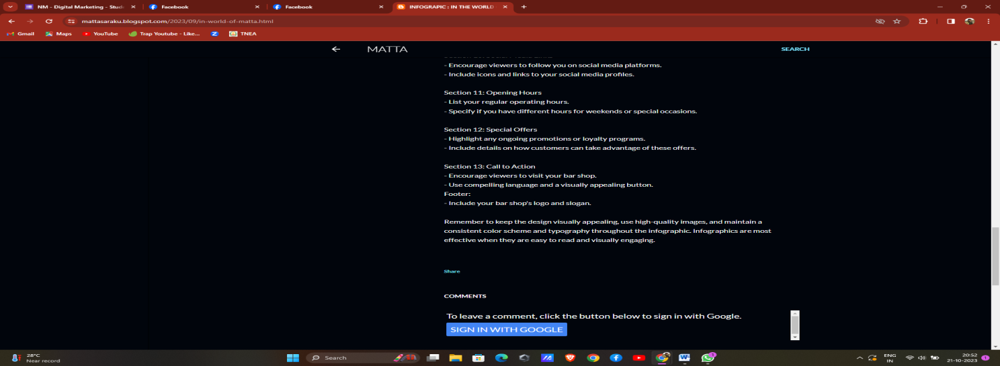 NM - Digital Marketing - Stud
Facebook
Facebook
INFOGRAPIC : IN THE WORLD
mattasaraku.blogspot.com/2023/09/in-world-of-matta.html
Gmail
Maps
YouTube
Trap Youtube - Like...
TNEA
MATTA
SEARCH
- Encourage viewers to follow you on social media platforms.
- Include icons and links to your social media profiles.
Section 11: Opening Hours
- List your regular operating hours.
- Specify if you have different hours for weekends or special occasions.
Section 12: Special Offers
- Highlight any ongoing promotions or loyalty programs.
- Include details on how customers can take advantage of these offers.
Section 13: Call to Action
- Encourage viewers to visit your bar shop.
- Use compelling language and a visually appealing button.
Footer:
- Include your bar shop's logo and slogan.
Remember to keep the design visually appealing, use high-quality images, and maintain a
consistent color scheme and typography throughout the infographic. Infographics are most
effective when they are easy to read and visually engaging.
Share
COMMENTS
To leave a comment, click the button below to sign in with Google.
SIGN IN WITH GOOGLE
28°C
Near record
Search
ENG
IN
20:52
21-10-2023
1